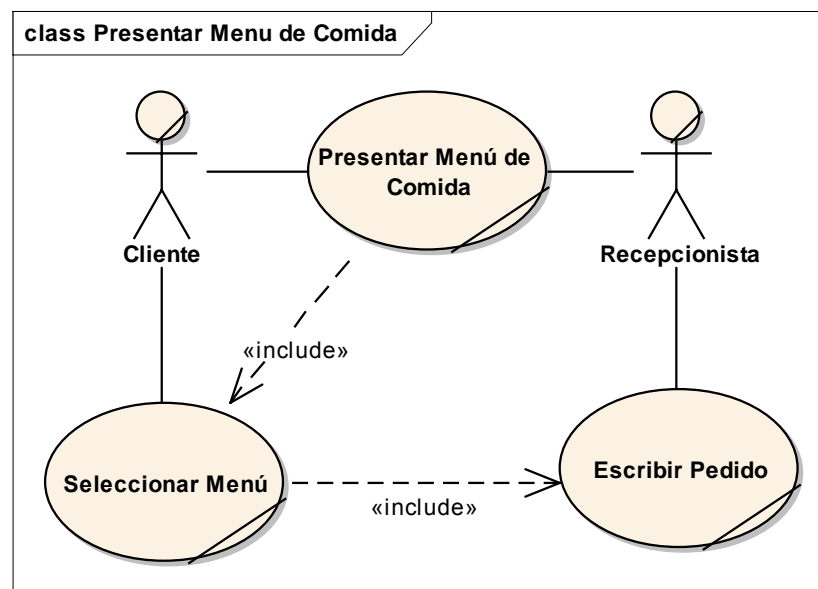 class Presentar Menu de Comida
Presentar Menú de
Comida
Cliente
Recepcionista
«include»
Seleccionar Menú
Escribir Pedido
«include»